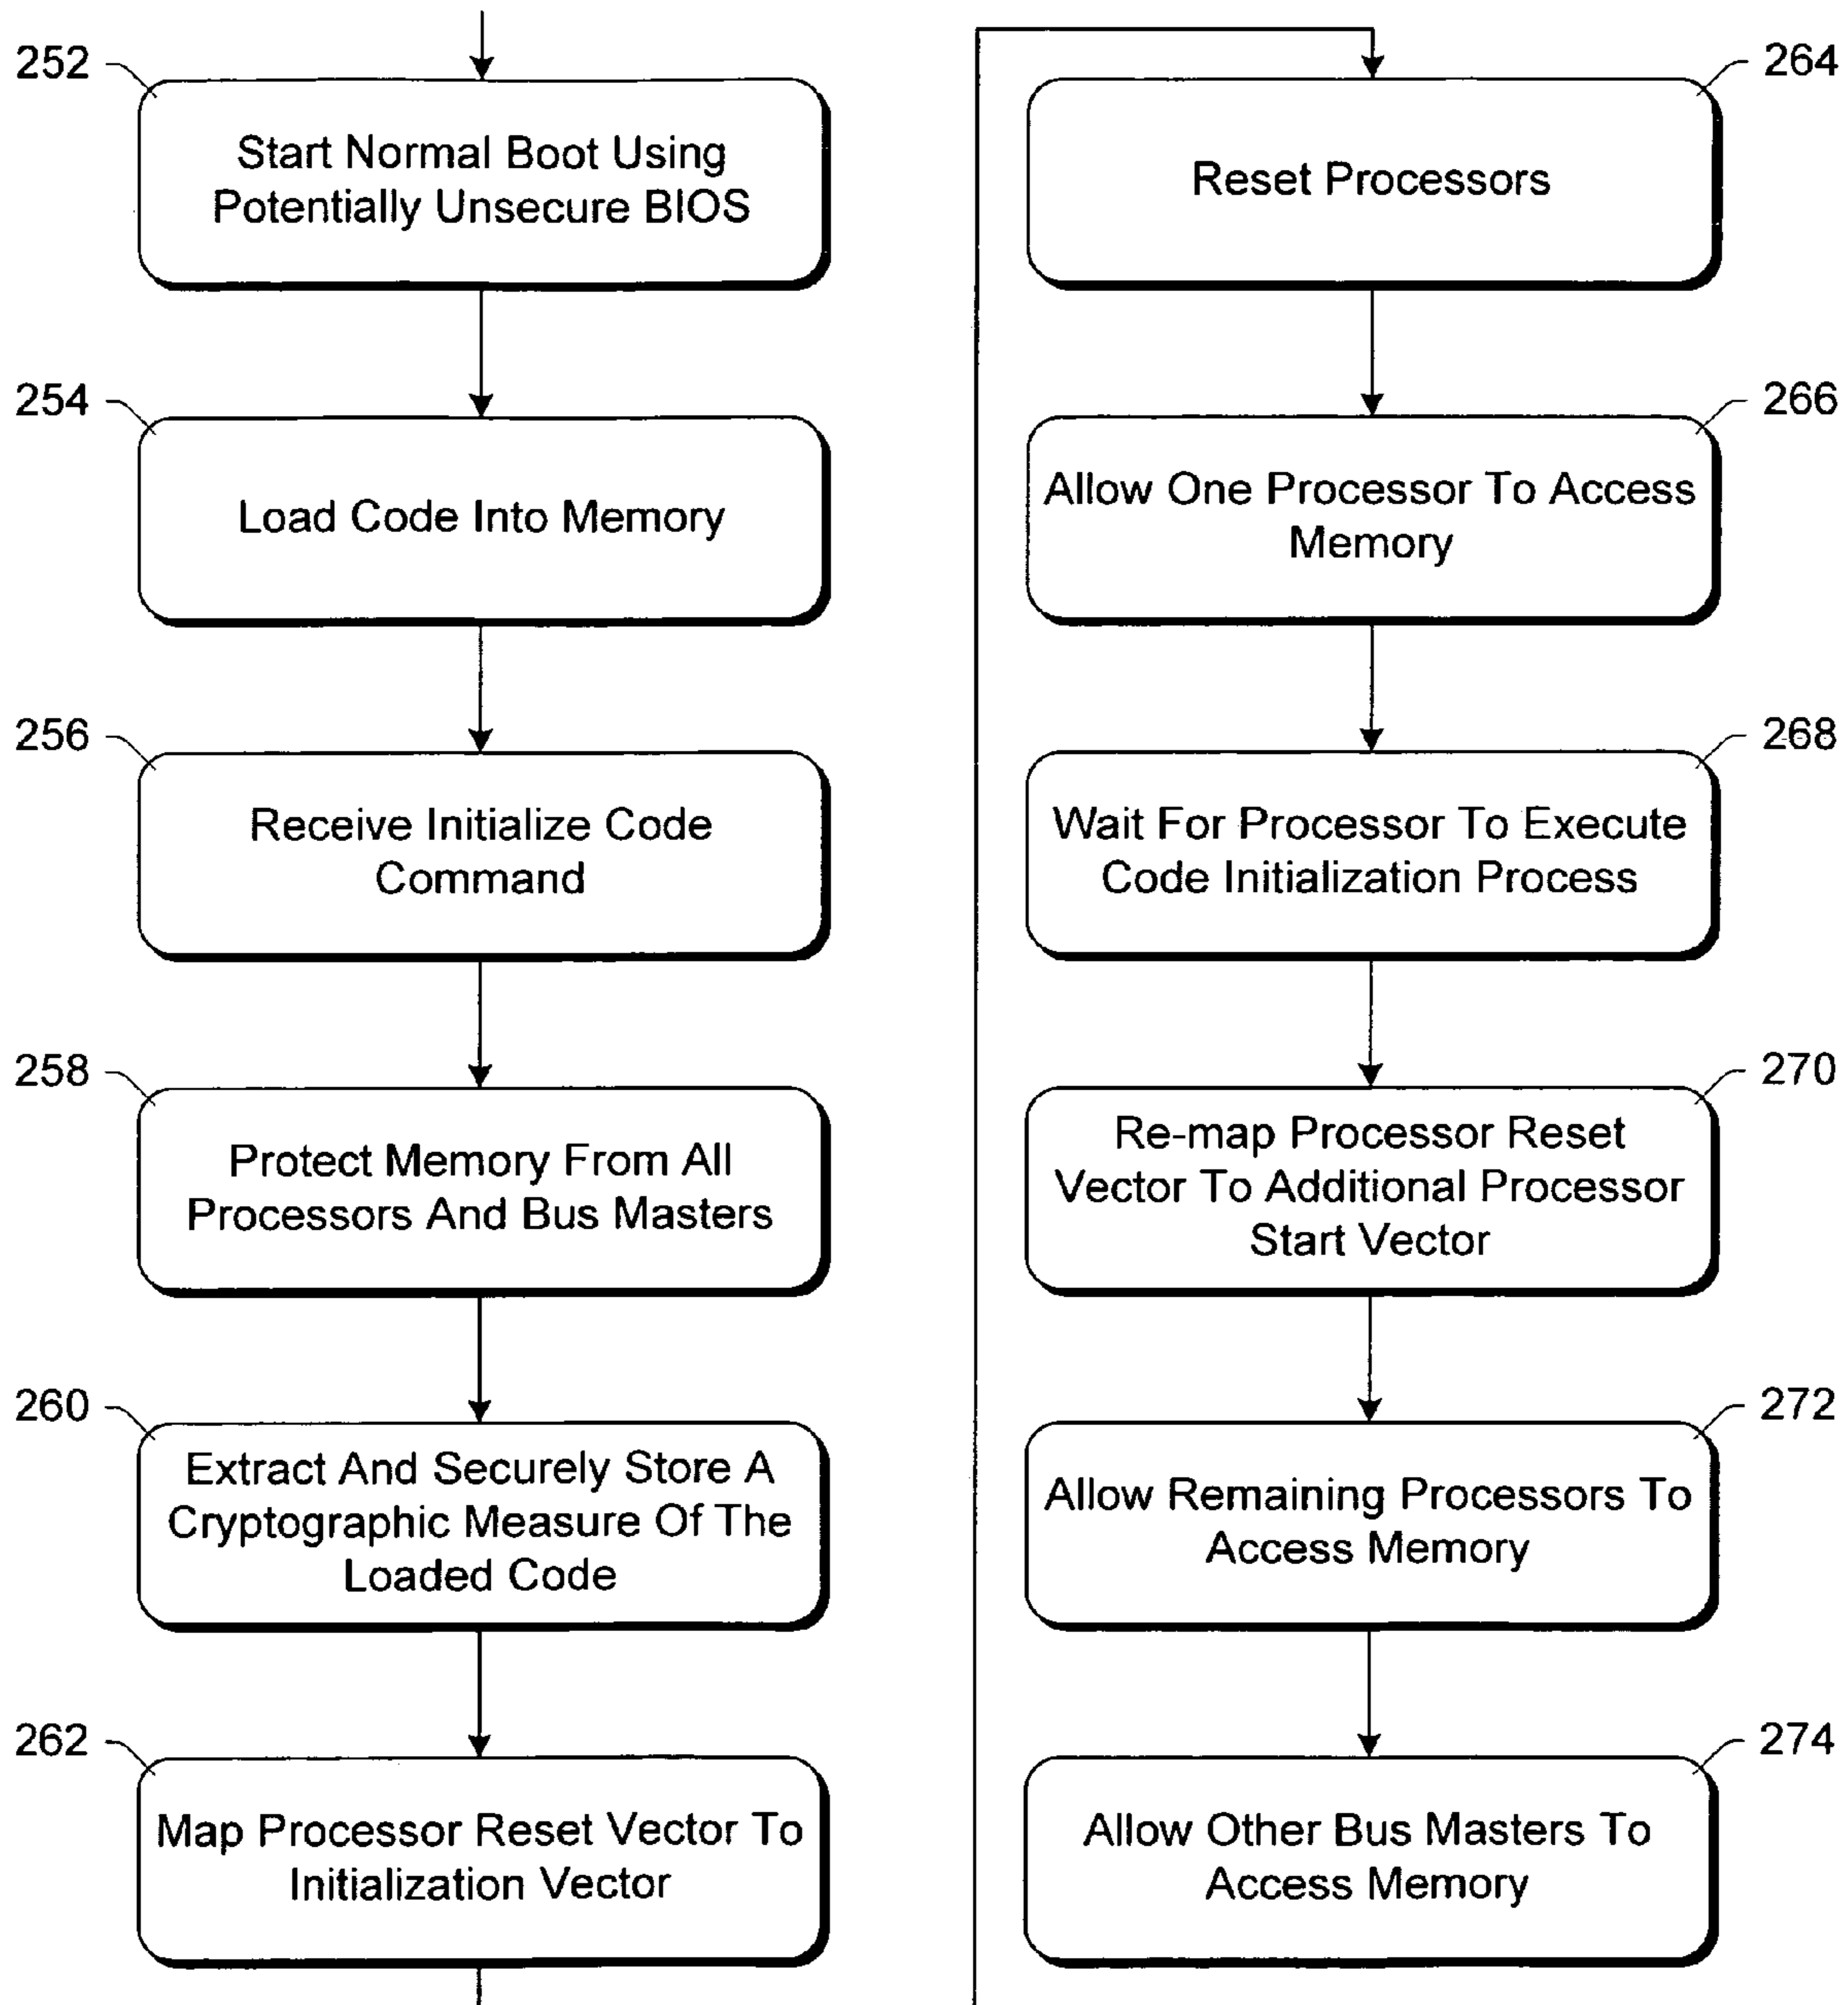 252
Start Normal Boot Using
Potentially Unsecure BIOS
254
Load Code Into Memory
256
Receive Initialize Code
Command
258
Protect Memory From All
Processors And Bus Masters
260
Extract And Securely Store A
Cryptographic Measure Of The
Loaded Code
262
Map Processor Reset Vector To
Initialization Vector
264
Reset Processors
266
Allow One Processor To Access
Memory
268
Wait For Processor To Execute
Code Initialization Process
270
Re-map Processor Reset
Vector To Additional Processor
Start Vector
272
Allow Remaining Processors To
Access Memory
274
Allow Other Bus Masters To
Access Memory